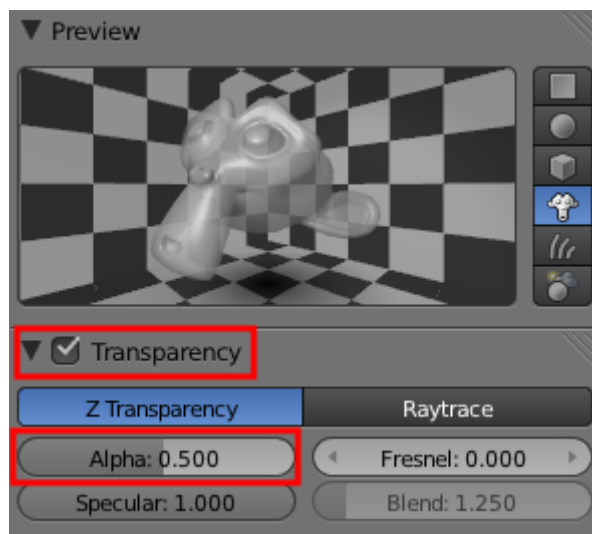 Preview
Transparency
Z Transparency Raytrace
Alpha: 0.500 Fresnel: 0.000
Specular: 1.000 Blend: 1.250